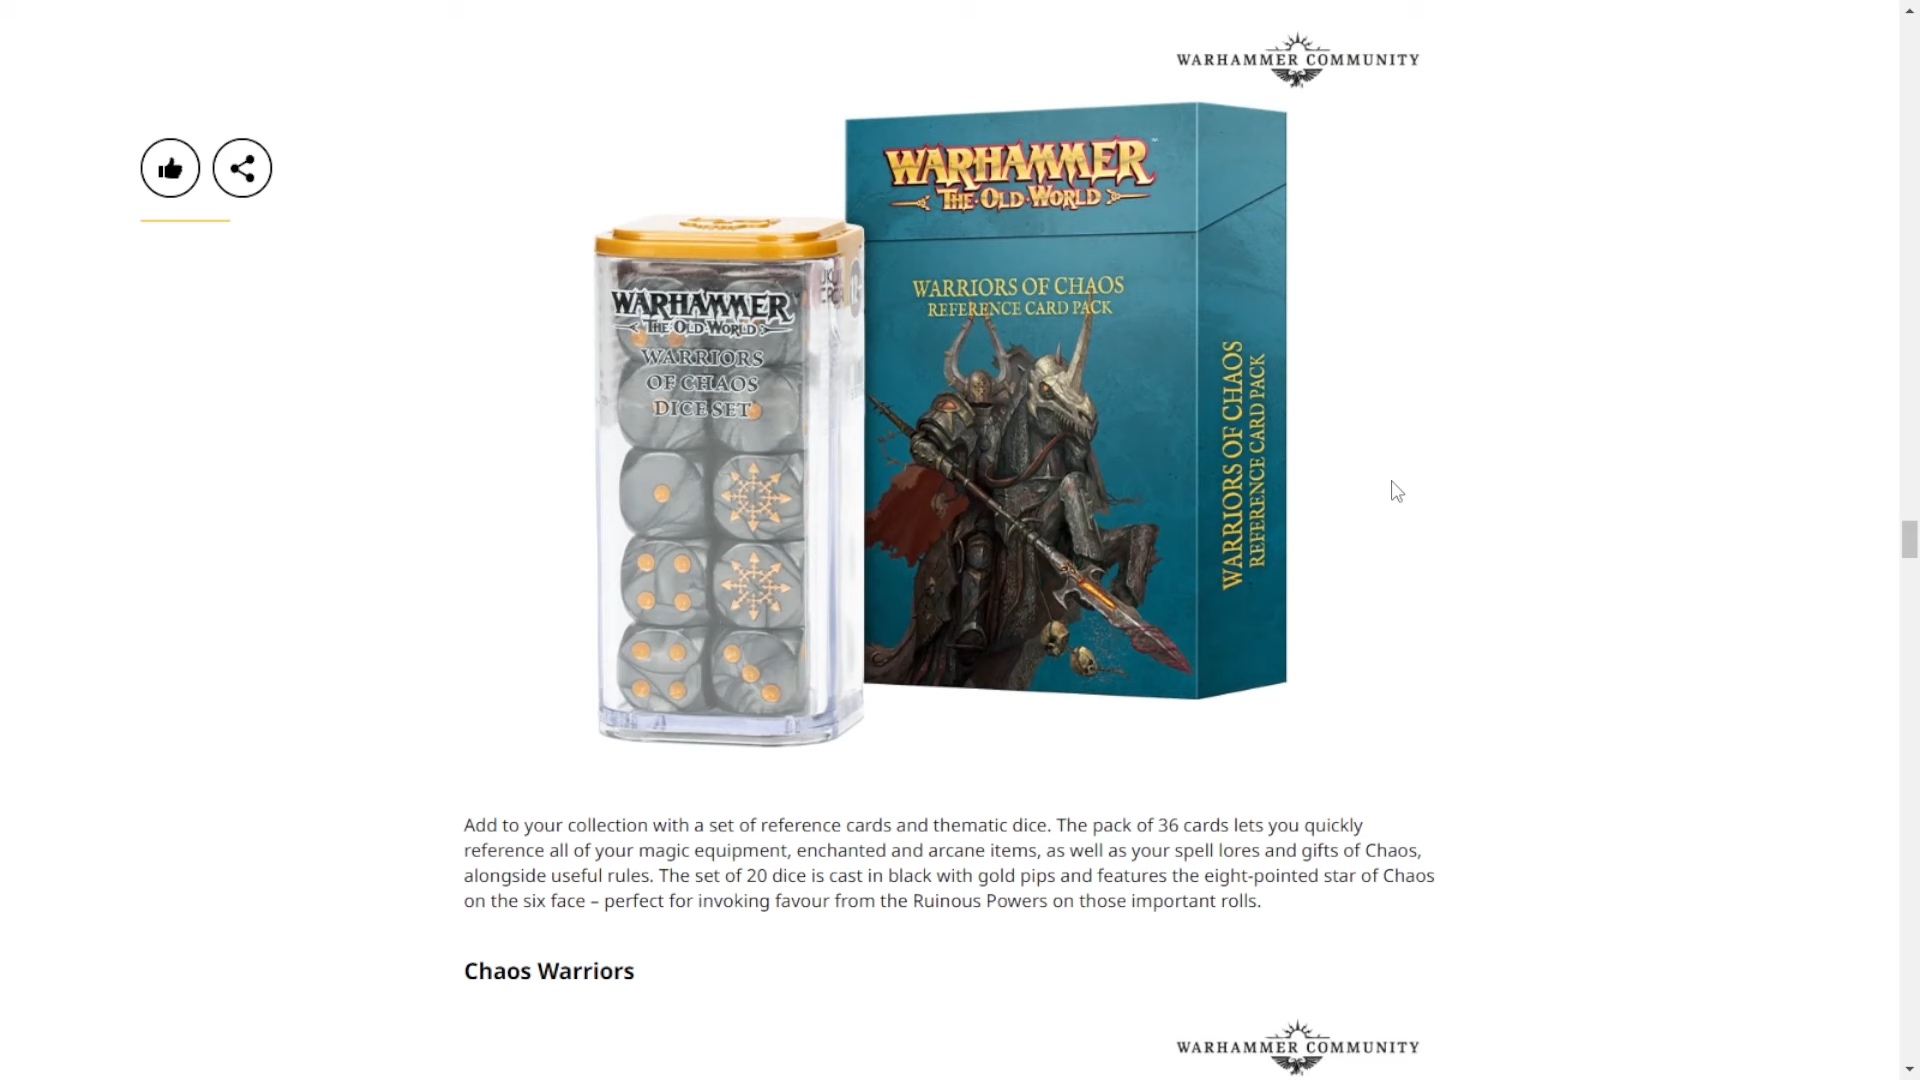 WARHAMMER COMMUNITY
WARHAMMER
THE OLD WORLD
WARRIORS OF CHAOS
REFERENCE CARD PACK
WARRIORS OF CHAOS
REFERENCE CARD PACK
WARHAMMER
THE OLD WORLD
WARRIORS
OF CHAOS
DICE SET
Add to your collection with a set of reference cards and thematic dice. The pack of 36 cards lets you quickly
reference all of your magic equipment, enchanted and arcane items, as well as your spell lores and gifts of Chaos,
alongside useful rules. The set of 20 dice is cast in black with gold pips and features the eight-pointed star of Chaos
on the six face – perfect for invoking favour from the Ruinous Powers on those important rolls.
Chaos Warriors
WARHAMMER COMMUNITY